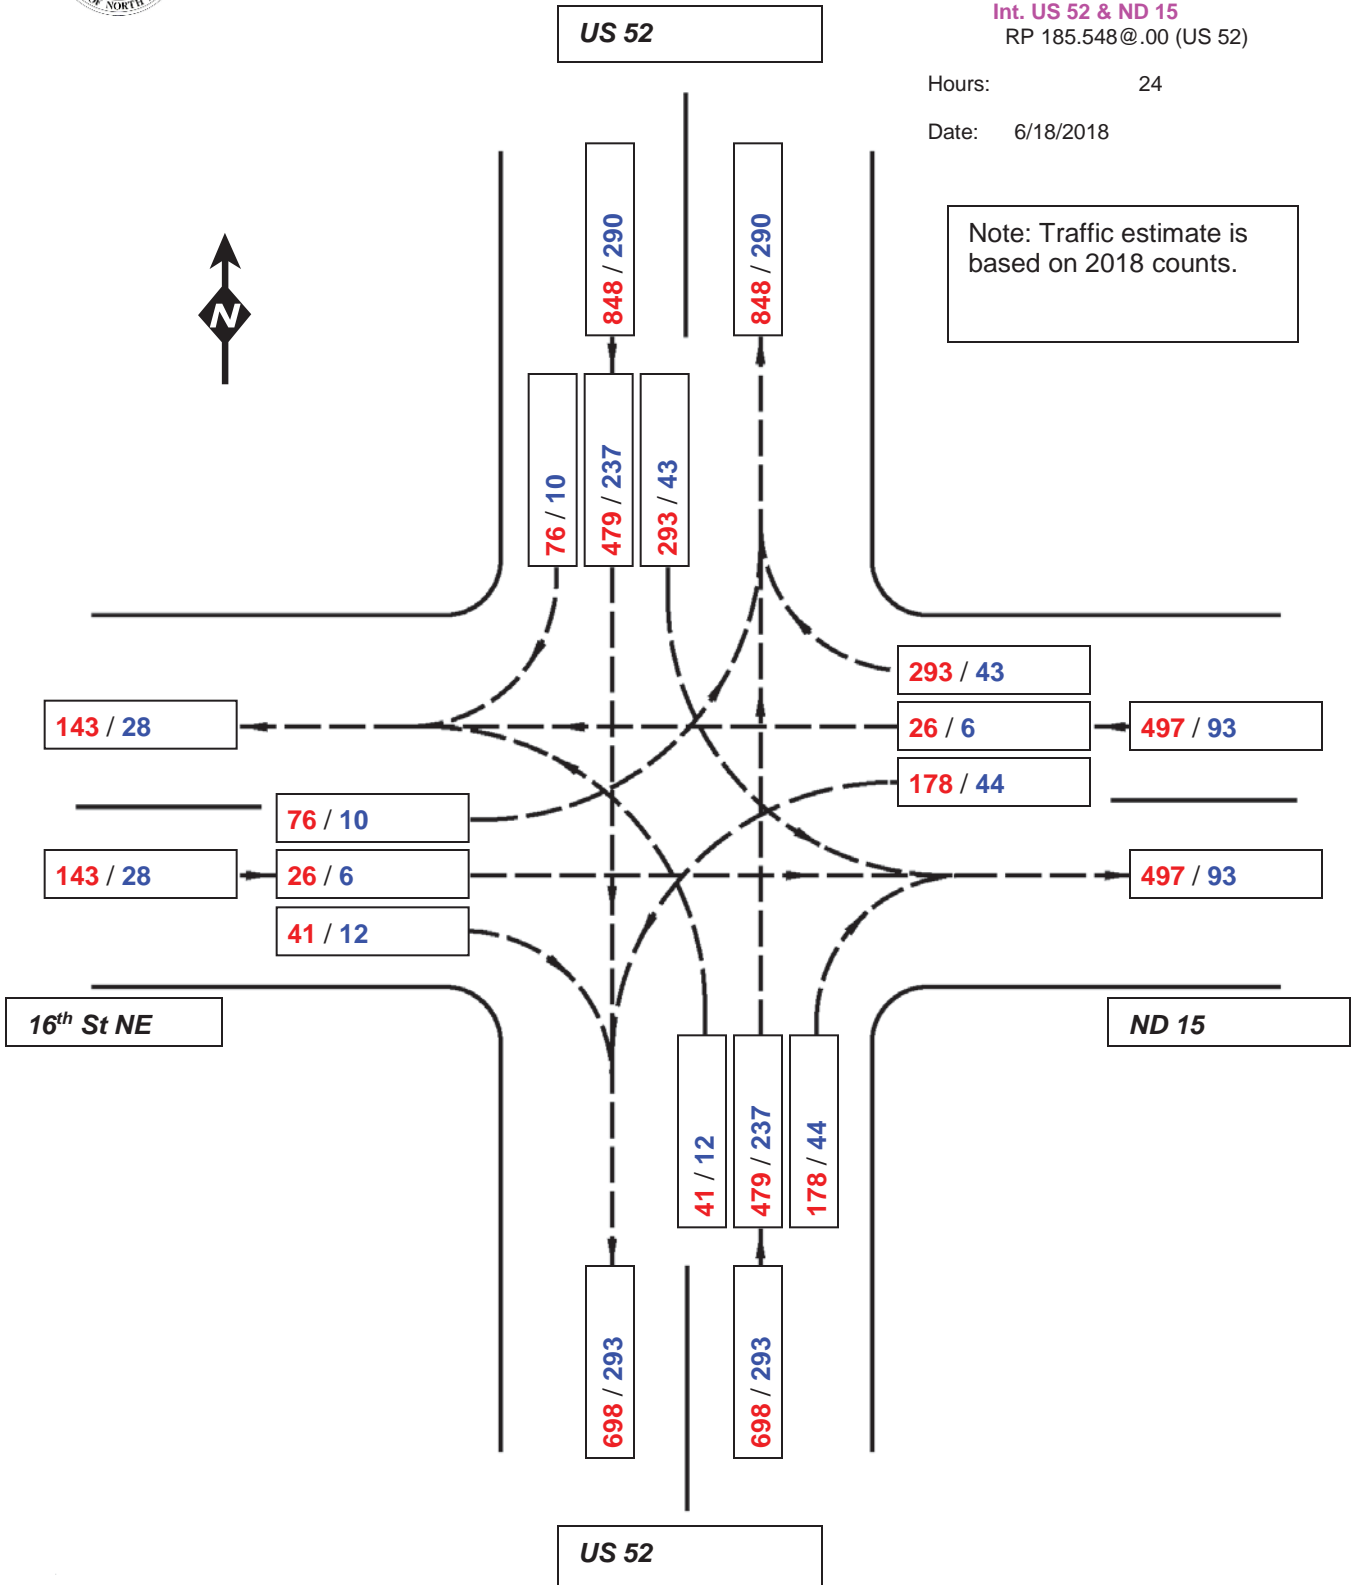 OF NORTH
US 52
Int. US 52 & ND 15
RP 185.548@.00 (US 52)
Hours: 24
Date: 6/18/2018
Note: Traffic estimate is
based on 2018 counts.
N
848 / 290
848 / 290
76 / 10
479 / 237
293 / 43
293 / 43
143 / 28
26 / 6
497 / 93
178 / 44
76 / 10
143 / 28
26 / 6
497 / 93
41 / 12
16th St NE
ND 15
41 / 12
479 / 237
178 / 44
698 / 293
698 / 293
US 52